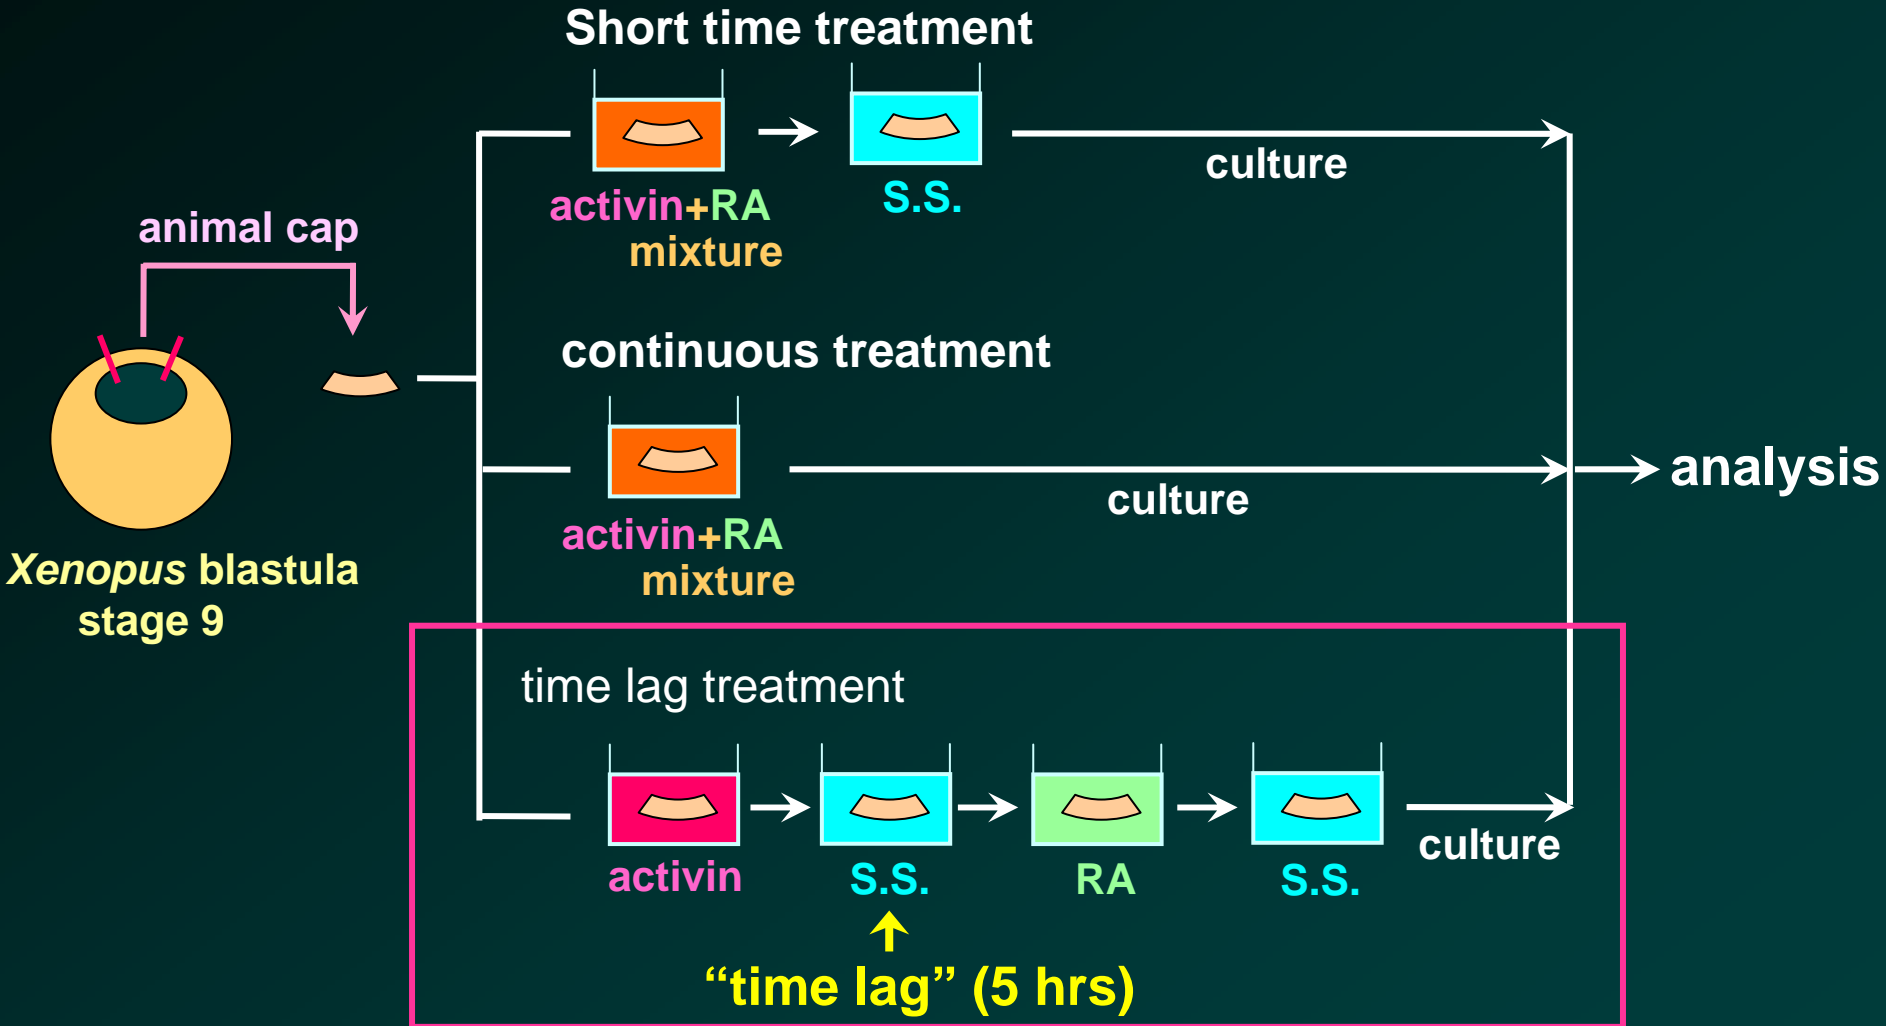 Short time treatment
activin+RA
mixture
S.S.
culture
animal cap
Xenopus blastula
stage 9
continuous treatment
activin+RA
mixture
culture
analysis
time lag treatment
activin
S.S.
RA
S.S.
culture
“time lag” (5 hrs)